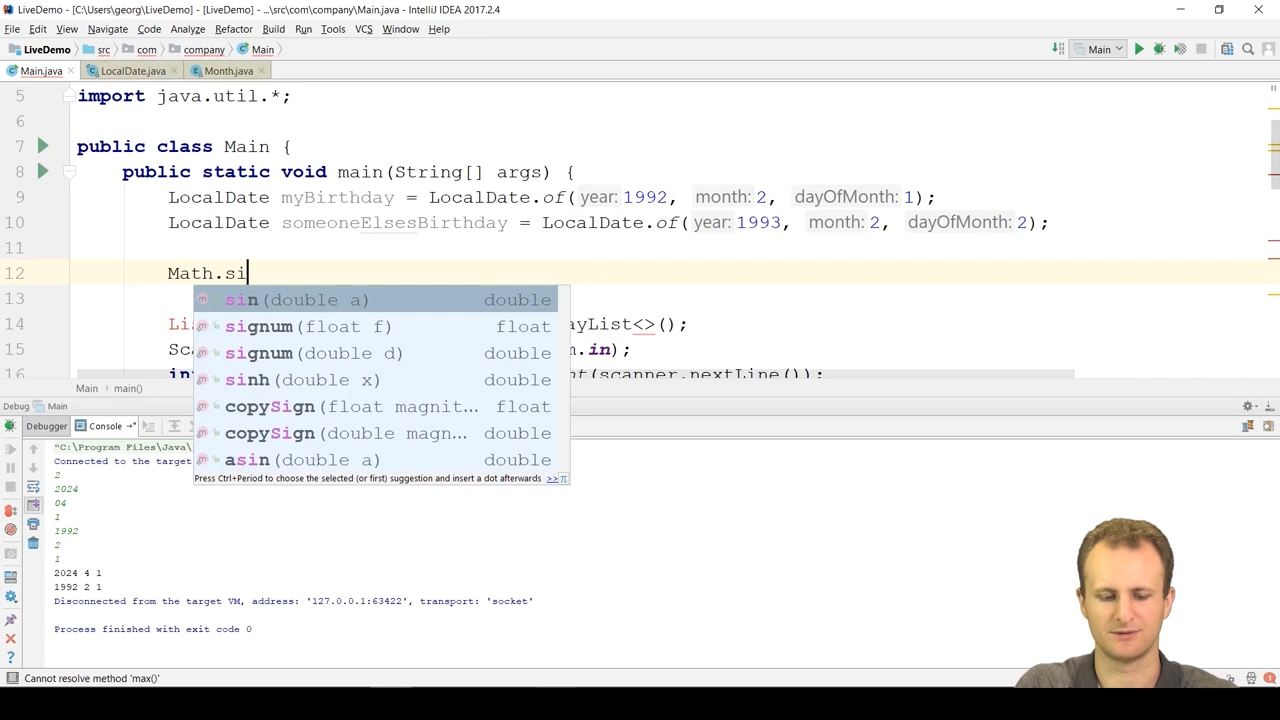 LiveDemo - [C:\Users\georg\LiveDemo] - [LiveDemo] - ...\src\com\company\Main.java - IntelliJ IDEA 2017.2.4
File Edit View Navigate Code Analyze Refactor Build Run Tools VCS Window Help
LiveDemo src com company Main Main
Main.java LocalDate.java Month.java
5 import java.util.*;
6
7 public class Main {
8 public static void main(String[] args) {
9 LocalDate myBirthday = LocalDate.of( year: 1992, month: 2, dayOfMonth: 1);
10 LocalDate someoneElsesBirthday = LocalDate.of( year: 1993, month: 2, dayOfMonth: 2);
11
12 Math.si
13
sin(double a) double
14 Lis ayList<>();
signum(float f) float
15 Sca m.in);
signum(double d) double
16 int(scanner.nextLine());
sinh(double x) double
Main main()
copySign(float magnit... float
Debug Main
Debugger Console
copySign(double magn... double
"C:\Program Files\Java\
Connected to the target
asin(double a) double
2
Press Ctrl+Period to choose the selected (or first) suggestion and insert a dot afterwards >> π
2024
04
1
1992
2
1
2024 4 1
1992 2 1
Disconnected from the target VM, address: '127.0.0.1:63422', transport: 'socket'
Process finished with exit code 0
Cannot resolve method 'max()'